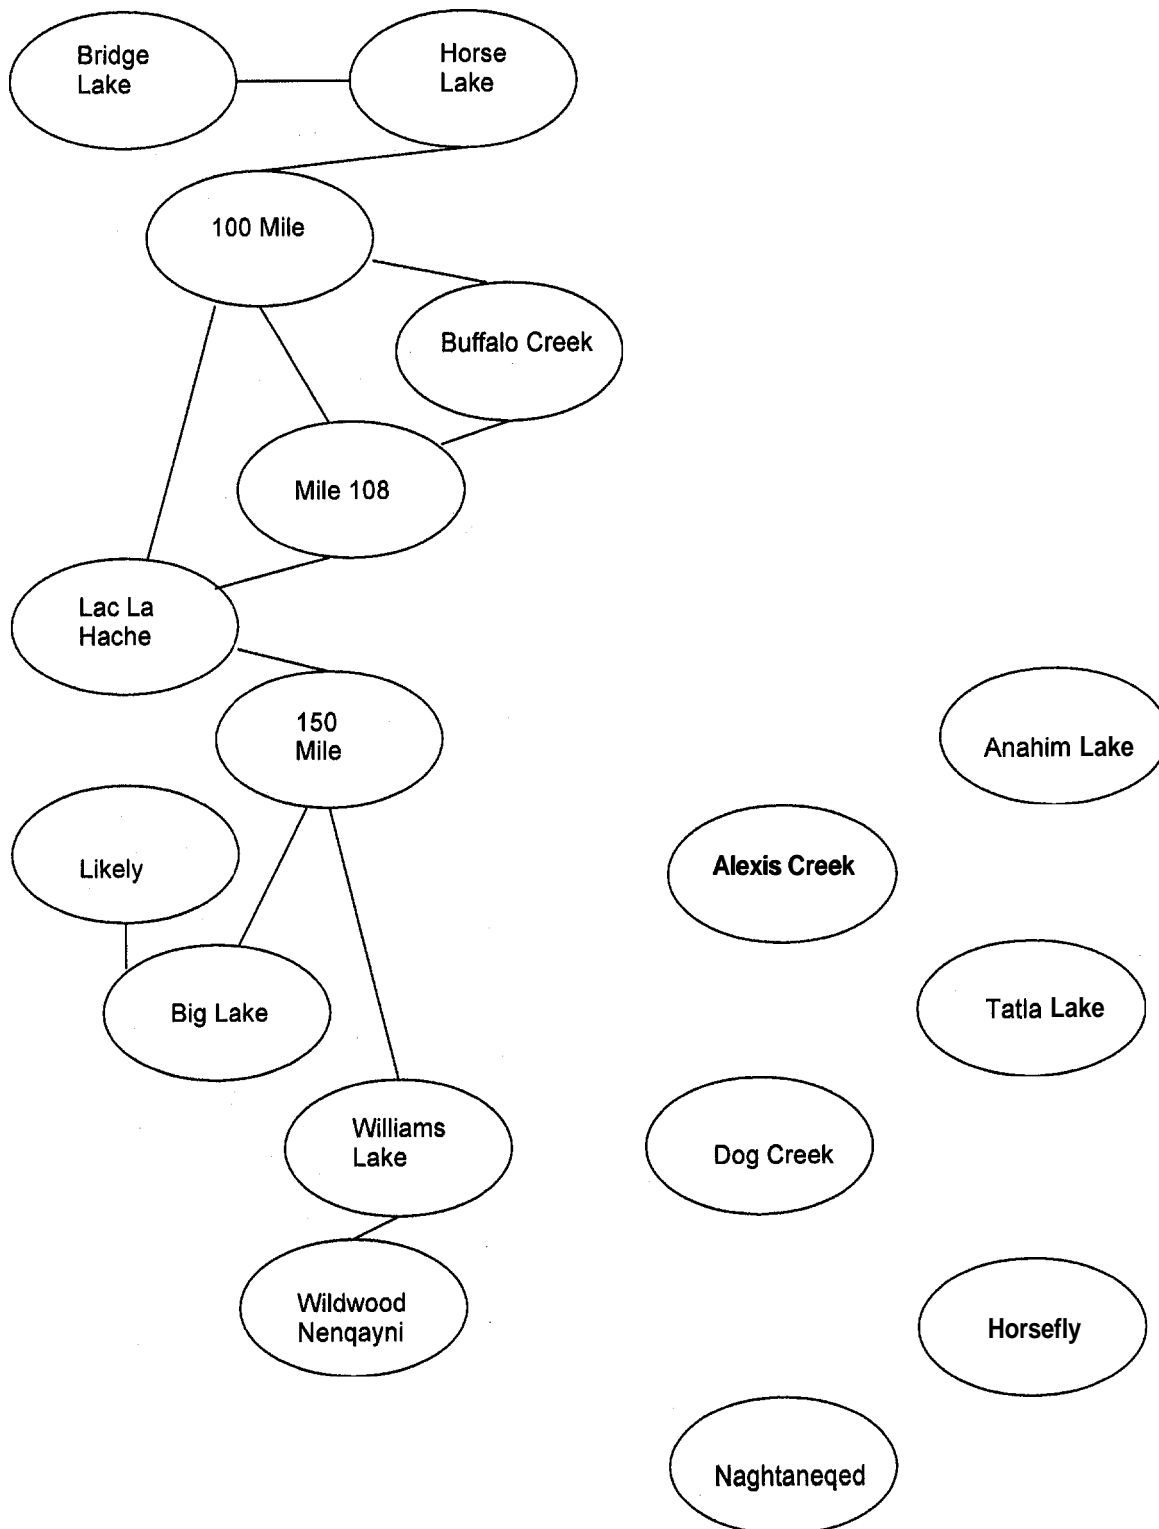 Bridge
Lake
Horse
Lake
100 Mile
Buffalo Creek
Mile 108
Lac La
Hache
150
Mile
Anahim Lake
Likely
Alexis Creek
Big Lake
Tatla Lake
Williams
Lake
Dog Creek
Wildwood
Nenqayni
Horsefly
Naghtaneqed